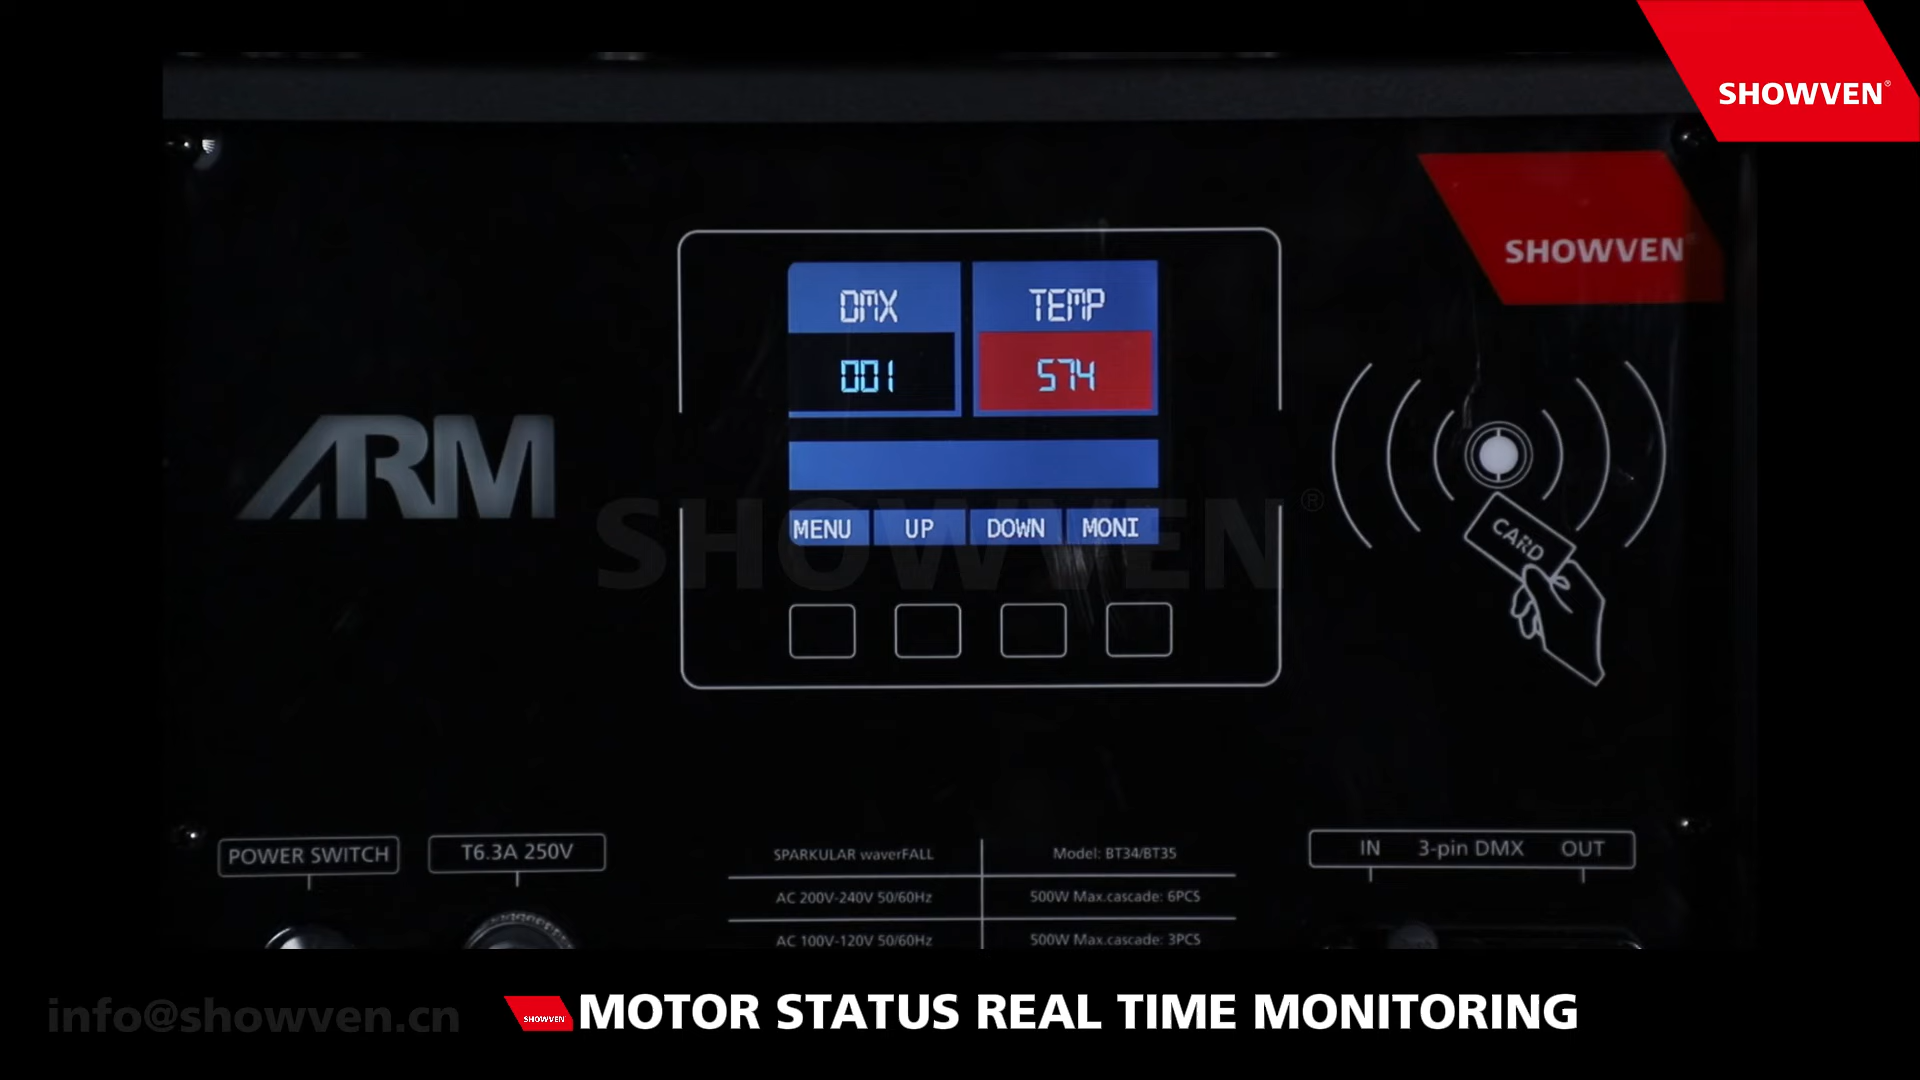 SHOWVEN®
SHOWVEN
DMX TEMP
001 574
ARM
MENU UP DOWN MONI
SHOWVEN®
CARD
POWER SWITCH
T6.3A 250V
SPARKULAR waverFALL Model: BT34/BT35
AC 200V-240V 50/60Hz 500W Max.cascade: 6PCS
AC 100V-120V 50/60Hz 500W Max.cascade: 3PCS
IN 3-pin DMX OUT
info@showven.cn
SHOWVEN
MOTOR STATUS REAL TIME MONITORING